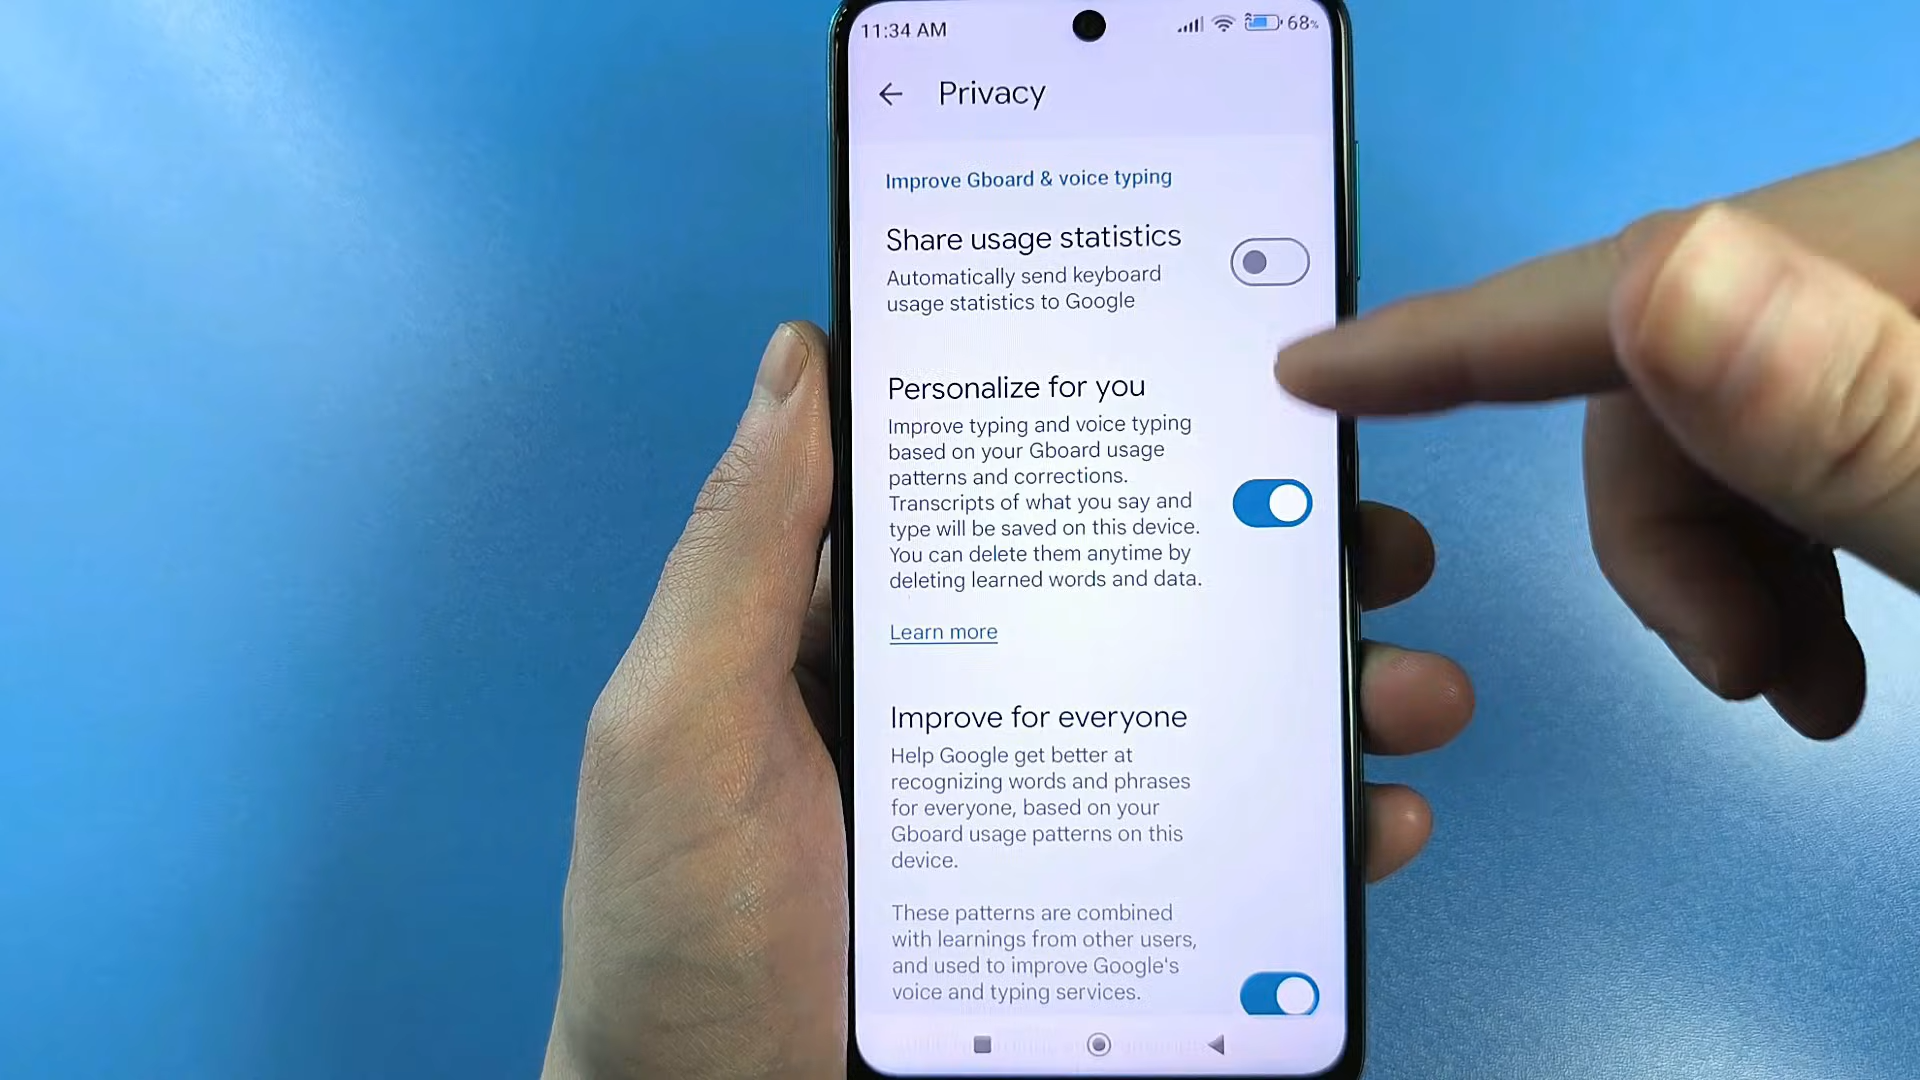 11:34 AM
68%
Privacy
Improve Gboard & voice typing
Share usage statistics
Automatically send keyboard
usage statistics to Google
Personalize for you
Improve typing and voice typing
based on your Gboard usage
patterns and corrections.
Transcripts of what you say and
type will be saved on this device.
You can delete them anytime by
deleting learned words and data.
Learn more
Improve for everyone
Help Google get better at
recognizing words and phrases
for everyone, based on your
Gboard usage patterns on this
device.
These patterns are combined
with learnings from other users,
and used to improve Google's
voice and typing services.